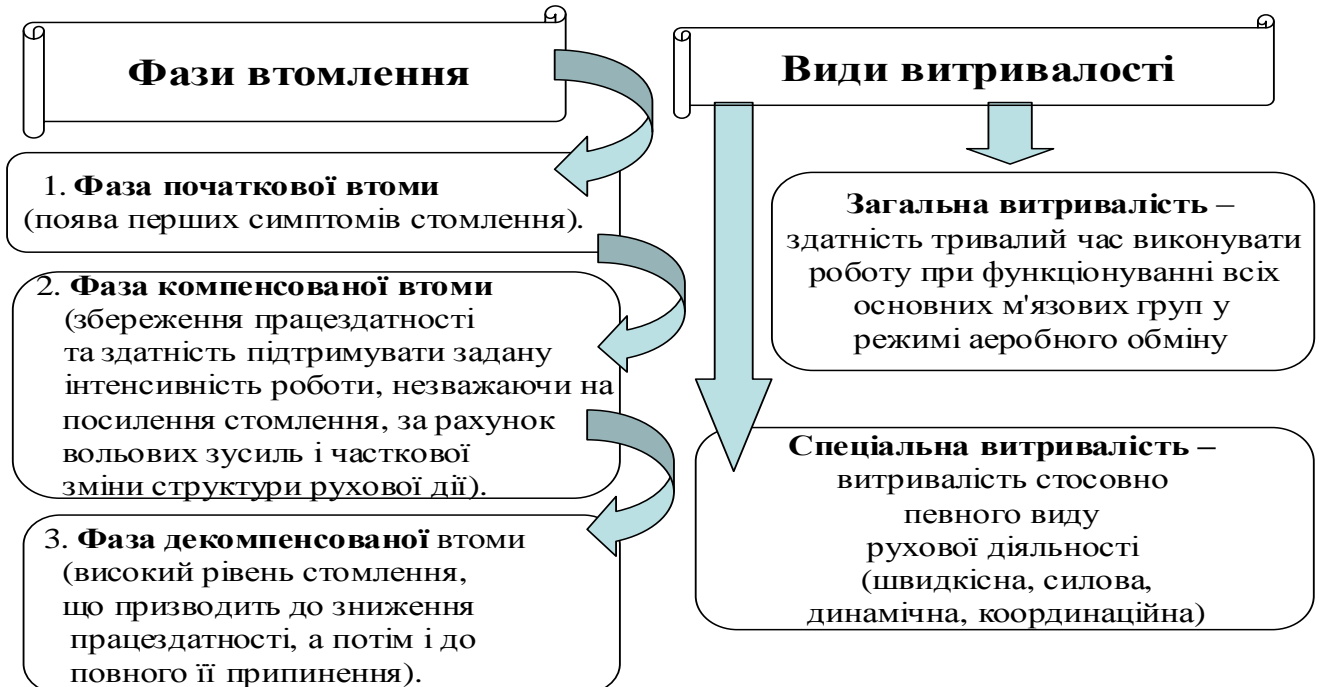 Фази втомлення
1. Фаза початкової втоми
(поява перших симптомів стомлення).
2. Фаза компенсованої втоми
(збереження працездатності
та здатність підтримувати задану
інтенсивність роботи, незважаючи на
посилення стомлення, за рахунок
вольових зусиль і часткової
зміни структури рухової дії).
3. Фаза декомпенсованої втоми
(високий рівень стомлення,
що призводить до зниження
працездатності, а потім і до
повного її припинення).
Види витривалості
Загальна витривалість –
здатність тривалий час виконувати
роботу при функціонуванні всіх
основних м'язових груп у
режимі аеробного обміну
Спеціальна витривалість –
витривалість стосовно
певного виду
рухової діяльності
(швидкісна, силова,
динамічна, координаційна)